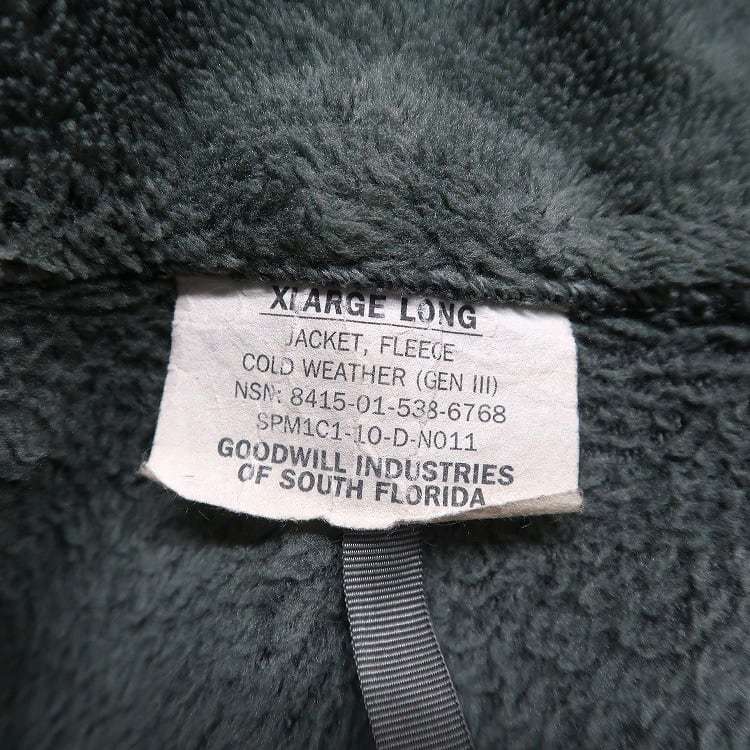 XLARGE LONG
JACKET, FLEECE
COLD WEATHER (GEN III)
NSN: 8415-01-538-6768
SPM1C1-10-D-N011
GOODWILL INDUSTRIES
OF SOUTH FLORIDA